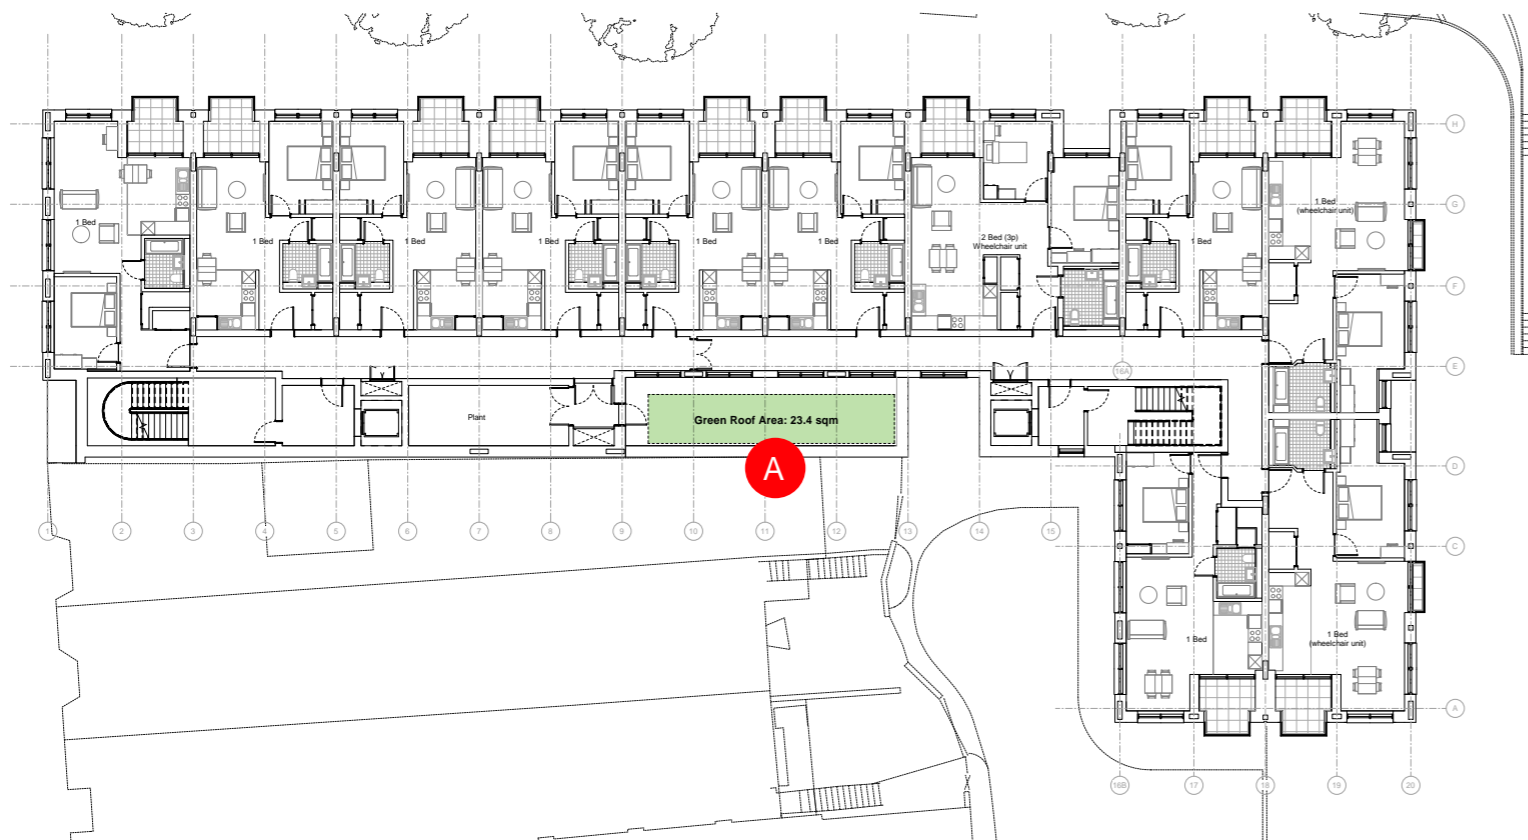 H
1 Bed
1 Bed
1 Bed
1 Bed
1 Bed
1 Bed
2 Bed (3p)
Wheelchair unit
1 Bed
1 Bed
(wheelchair unit)
G
F
16A
E
Plant
Green Roof Area: 23.4 sqm
A
D
1
2
3
4
5
6
7
8
9
10
11
12
13
14
15
C
1 Bed
1 Bed
(wheelchair unit)
A
16B
17
18
19
20